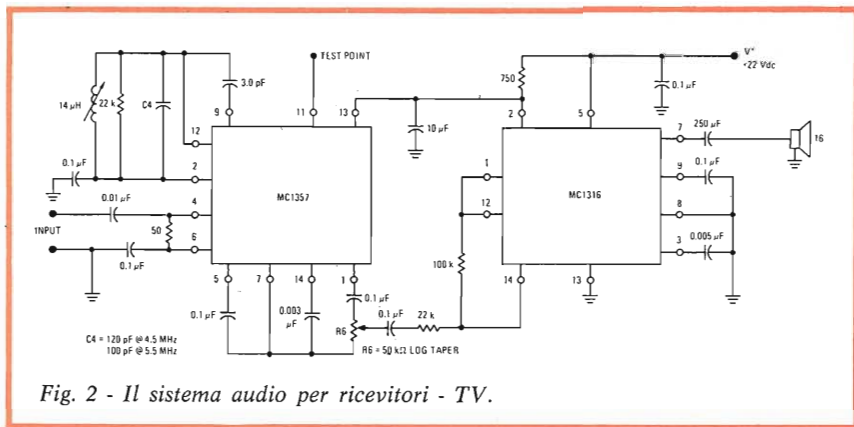 TEST POINT
V⁺
+22 Vdc
750
0.1 µF
3.0 pF
14 µH
22 k
C4
9
11
13
10 µF
2
5
7
250 µF
16
12
0.1 µF
2
MC1357
1
MC1316
9
0.1 µF
0.01 µF
4
12
8
INPUT
50
6
0.005 µF
3
0.1 µF
100 k
5
7
14
1
14
13
0.1 µF
0.003
µF
0.1 µF
0.1 µF
22 k
R6
C4 = 120 pF @ 4.5 MHz
100 pF @ 5.5 MHz
R6 = 50 kΩ LOG TAPER
Fig. 2 - Il sistema audio per ricevitori - TV.